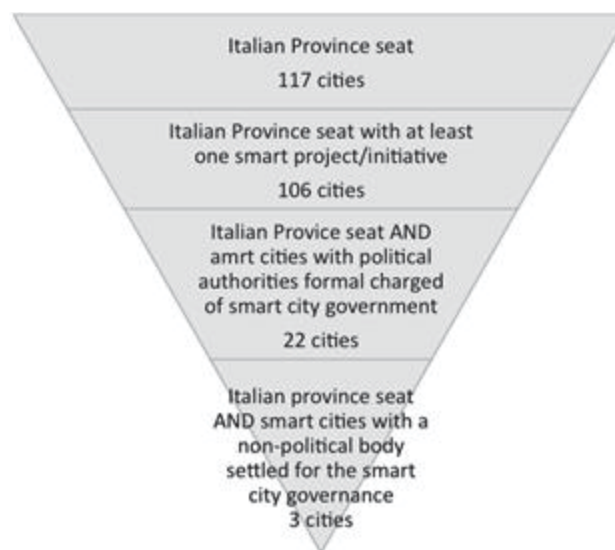 Italian Province seat
117 cities
Italian Province seat with at least
one smart project/initiative
106 cities
Italian Provice seat AND
amrt cities with political
authorities formal charged
of smart city government
22 cities
Italian province seat
AND smart cities with a
non-political body
settled for the smart
city governance
3 cities